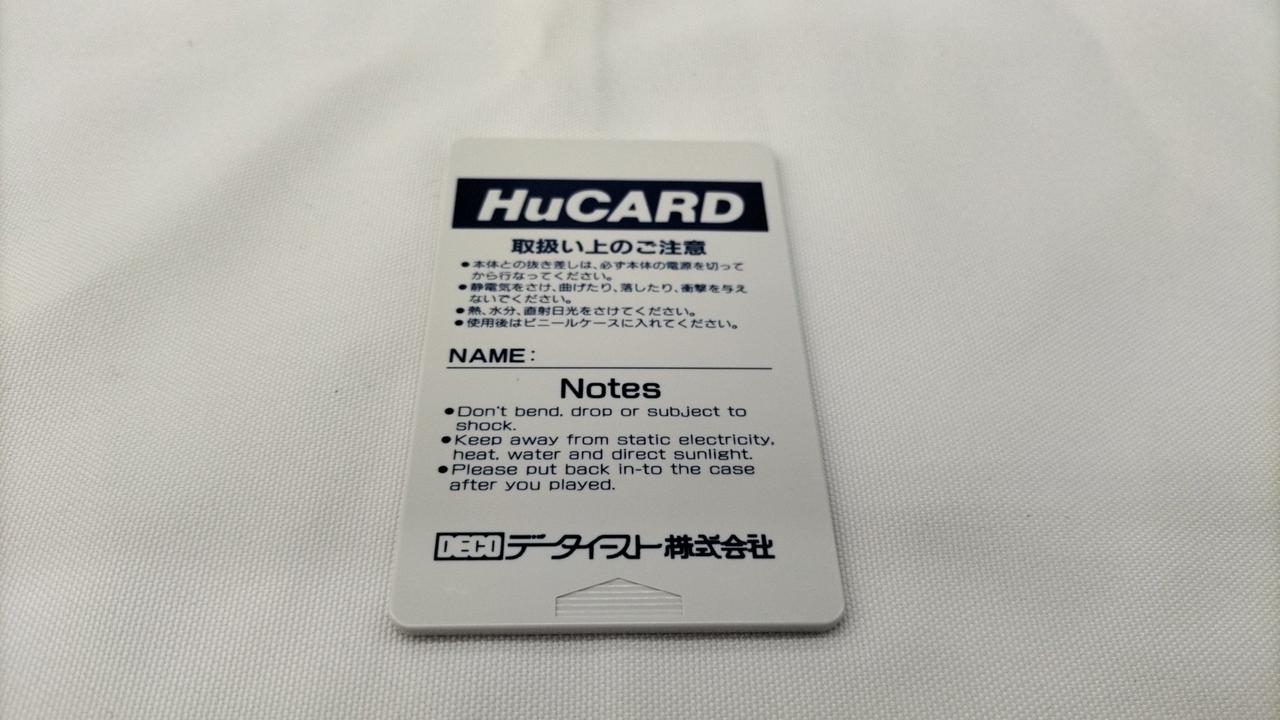 HuCARD
取扱い上のご注意
●本体との抜き差しは、必ず本体の電源を切って
から行なってください。
●静電気をさけ、曲げたり、落したり、衝撃を与え
ないでください。
●熱、水分、直射日光をさけてください。
●使用後はビニールケースに入れてください。
NAME:
Notes
●Don't bend, drop or subject to
shock.
●Keep away from static electricity,
heat, water and direct sunlight.
●Please put back in-to the case
after you played.
DECO データイースト株式会社